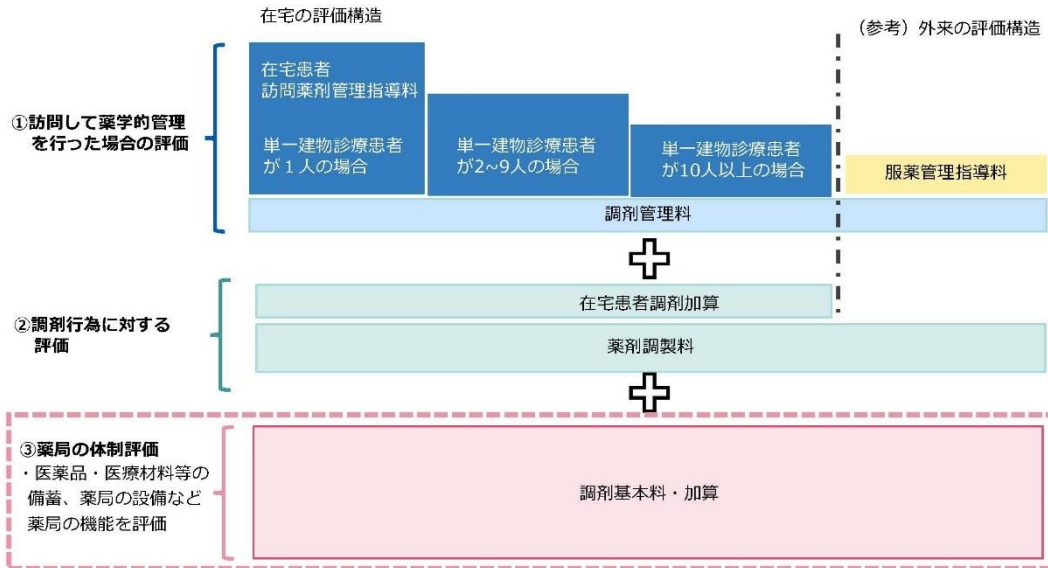 在宅の評価構造
（参考）外来の評価構造
①訪問して薬学的管理
を行った場合の評価
在宅患者
訪問薬剤管理指導料
単一建物診療患者
が１人の場合
単一建物診療患者
が2~9人の場合
単一建物診療患者
が10人以上の場合
服薬管理指導料
調剤管理料
②調剤行為に対する
評価
在宅患者調剤加算
薬剤調製料
③薬局の体制評価
・医薬品・医療材料等の
備蓄、薬局の設備など
薬局の機能を評価
調剤基本料・加算